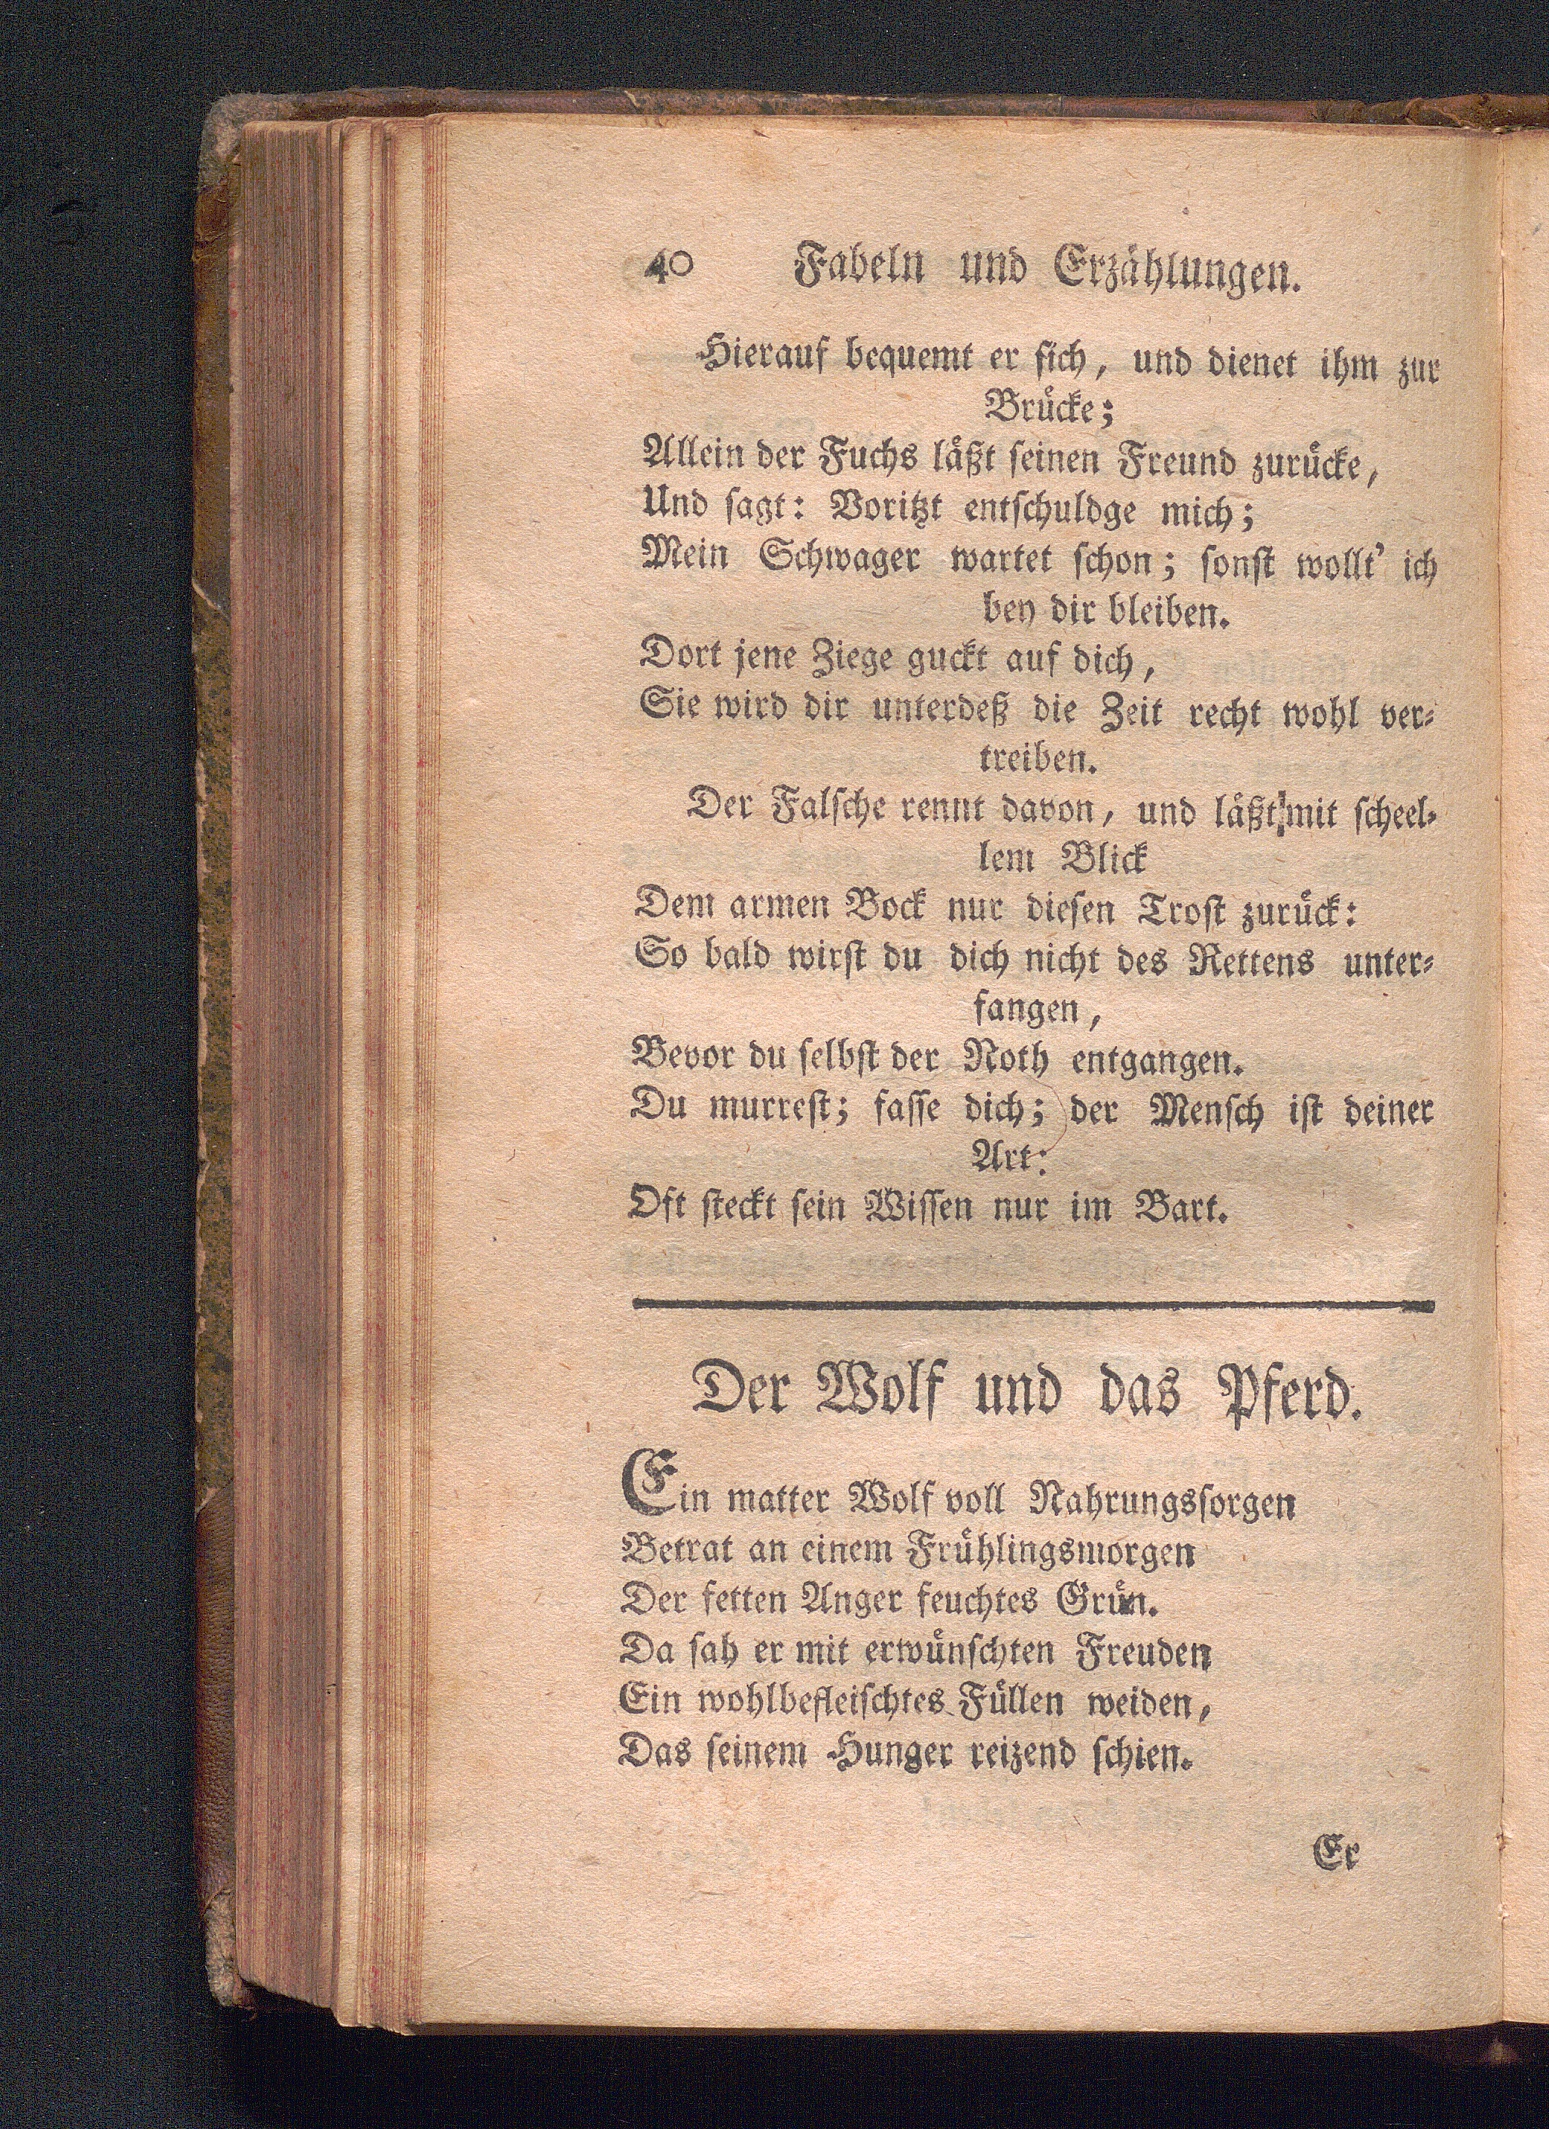 40 Fabeln und Erzählungen.
Hierauf bequemt er ſich, und dienet ihm zur
Brücke;
Allein der Fuchs läßt ſeinen Freund zurücke,
Und ſagt: Voritzt entſchuldge mich;
Mein Schwager wartet ſchon; ſonſt wollt' ich
bey dir bleiben.
Dort jene Ziege guckt auf dich,
Sie wird dir unterdeß die Zeit recht wohl ver-
treiben.
Der Falſche rennt davon, und läßt mit ſcheel-
lem Blick
Dem armen Bock nur dieſen Troſt zurück:
So bald wirſt du dich nicht des Rettens unter-
fangen,
Bevor du ſelbſt der Noth entgangen.
Du murreſt; faſſe dich; der Menſch iſt deiner
Art:
Oft ſteckt ſein Wiſſen nur im Bart.
Der Wolf und das Pferd.
Ein matter Wolf voll Nahrungsſorgen
Betrat an einem Frühlingsmorgen
Der fetten Anger feuchtes Grün.
Da ſah er mit erwünſchten Freuden
Ein wohlbefleiſchtes Füllen weiden,
Das ſeinem Hunger reizend ſchien.
Er